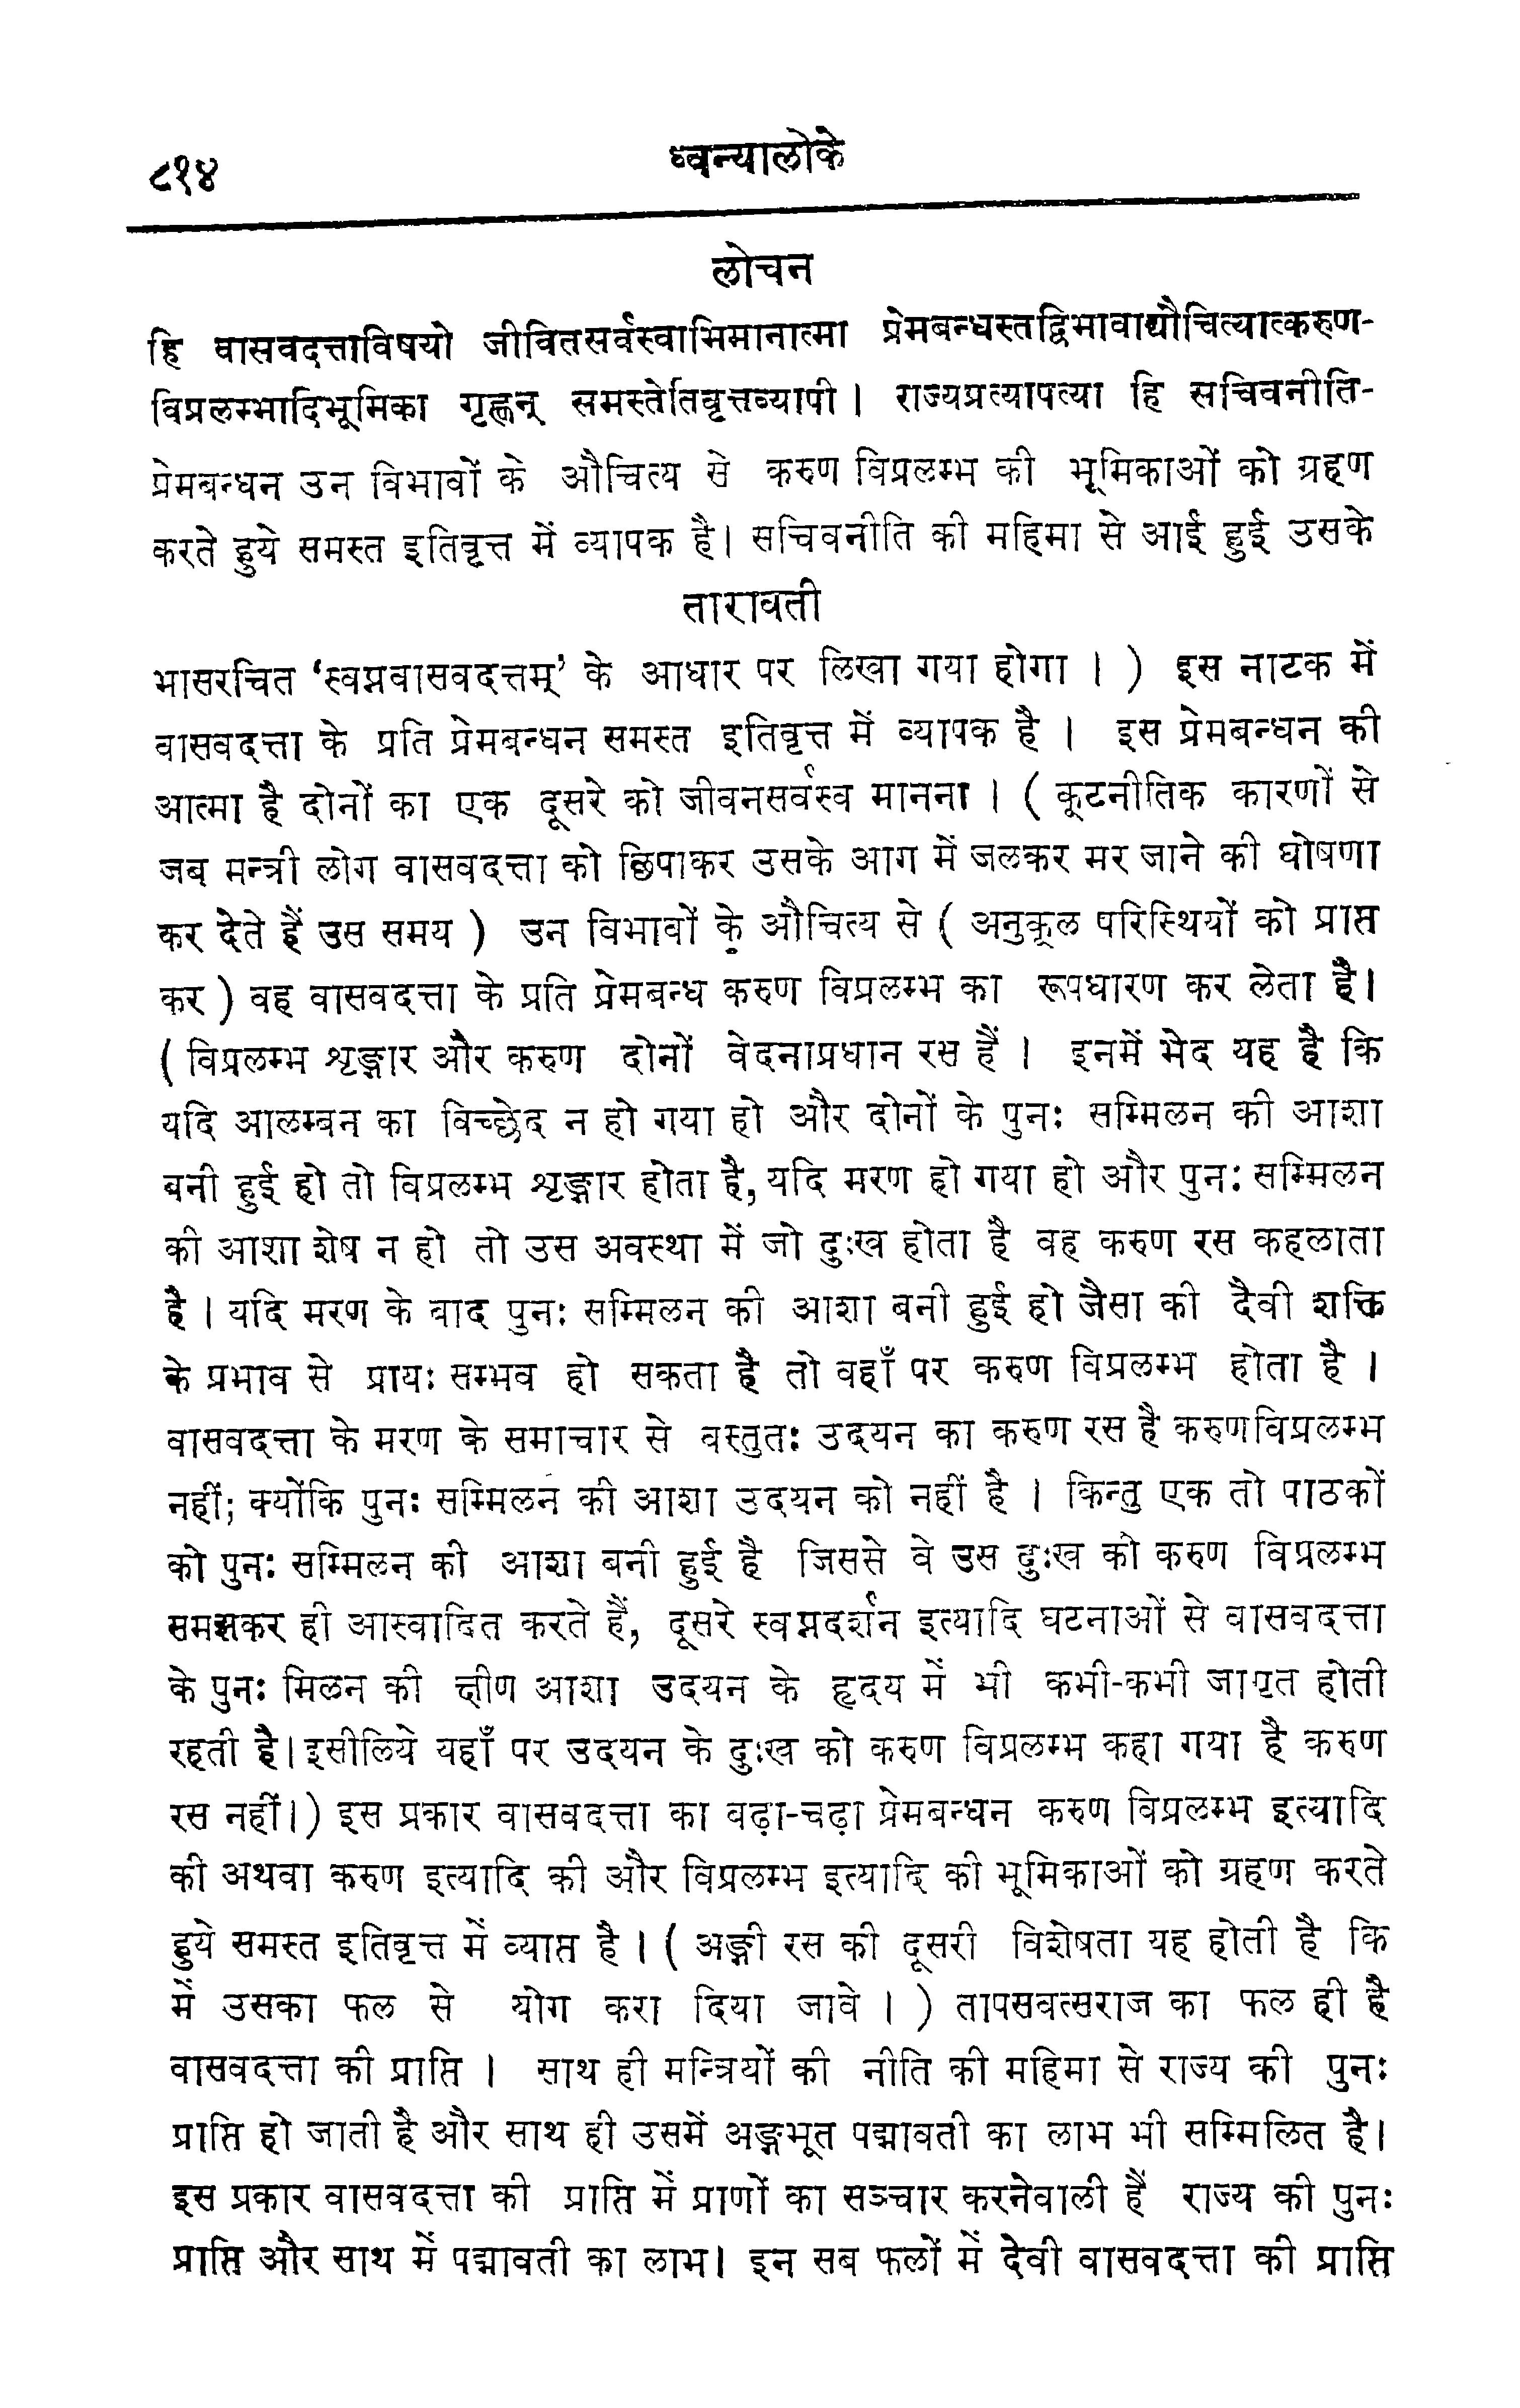 ८१४
ध्वन्यालोके
लोचन
हि वासवदत्ताविषयो जीवितसर्वस्वाभिमानात्मा प्रेमबन्धस्तद्विभावाद्यौचित्यात्करुण-
विप्रलम्भादिभूमिका गृह्णन् समस्तेतिवृत्तव्यापी । राज्यप्रत्यापत्या हि सचिवनीति-
प्रेमबन्धन उन विभावों के औचित्य से करुण विप्रलम्भ की भूमिकाओं को ग्रहण
करते हुये समस्त इतिवृत्त में व्यापक है। सचिवनीति की महिमा से आई हुई उसके
तारावती
भासरचित ‘स्वप्नवासवदत्तम्’ के आधार पर लिखा गया होगा । ) इस नाटक में
वासवदत्ता के प्रति प्रेमबन्धन समस्त इतिवृत्त में व्यापक है । इस प्रेमबन्धन की
आत्मा है दोनों का एक दूसरे को जीवनसर्वस्व मानना । ( कूटनीतिक कारणों से
जब मन्त्री लोग वासवदत्ता को छिपाकर उसके आग में जलकर मर जाने की घोषणा
कर देते हैं उस समय ) उन विभावों के औचित्य से ( अनुकूल परिस्थियों को प्राप्त
कर ) वह वासवदत्ता के प्रति प्रेमबन्ध करुण विप्रलम्भ का रूपधारण कर लेता है।
( विप्रलम्भ शृङ्गार और करुण दोनों वेदनाप्रधान रस हैं । इनमें भेद यह है कि
यदि आलम्बन का विच्छेद न हो गया हो और दोनों के पुनः सम्मिलन की आशा
बनी हुई हो तो विप्रलम्भ शृङ्गार होता है, यदि मरण हो गया हो और पुनः सम्मिलन
की आशा शेष न हो तो उस अवस्था में जो दुःख होता है वह करुण रस कहलाता
है । यदि मरण के बाद पुनः सम्मिलन की आशा बनी हुई हो जैसा की दैवी शक्ति
के प्रभाव से प्रायः सम्भव हो सकता है तो वहाँ पर करुण विप्रलम्भ होता है ।
वासवदत्ता के मरण के समाचार से वस्तुतः उदयन का करुण रस है करुणविप्रलम्भ
नहीं; क्योंकि पुनः सम्मिलन की आशा उदयन को नहीं है । किन्तु एक तो पाठकों
को पुनः सम्मिलन की आशा बनी हुई है जिससे वे उस दुःख को करुण विप्रलम्भ
समझकर ही आस्वादित करते हैं, दूसरे स्वप्नदर्शन इत्यादि घटनाओं से वासवदत्ता
के पुनः मिलन की क्षीण आशा उदयन के हृदय में भी कभी-कभी जागृत होती
रहती है। इसीलिये यहाँ पर उदयन के दुःख को करुण विप्रलम्भ कहा गया है करुण
रस नहीं।) इस प्रकार वासवदत्ता का बढ़ा-चढ़ा प्रेमबन्धन करुण विप्रलम्भ इत्यादि
की अथवा करुण इत्यादि की और विप्रलम्भ इत्यादि की भूमिकाओं को ग्रहण करते
हुये समस्त इतिवृत्त में व्याप्त है । ( अङ्गी रस की दूसरी विशेषता यह होती है कि
में उसका फल से योग करा दिया जावे । ) तापसवत्सराज का फल ही है
वासवदत्ता की प्राप्ति । साथ ही मन्त्रियों की नीति की महिमा से राज्य की पुनः
प्राप्ति हो जाती है और साथ ही उसमें अङ्गभूत पद्मावती का लाभ भी सम्मिलित है।
इस प्रकार वासवदत्ता की प्राप्ति में प्राणों का सञ्चार करनेवाली हैं राज्य की पुनः
प्राप्ति और साथ में पद्मावती का लाभ। इन सब फलों में देवी वासवदत्ता की प्राप्ति